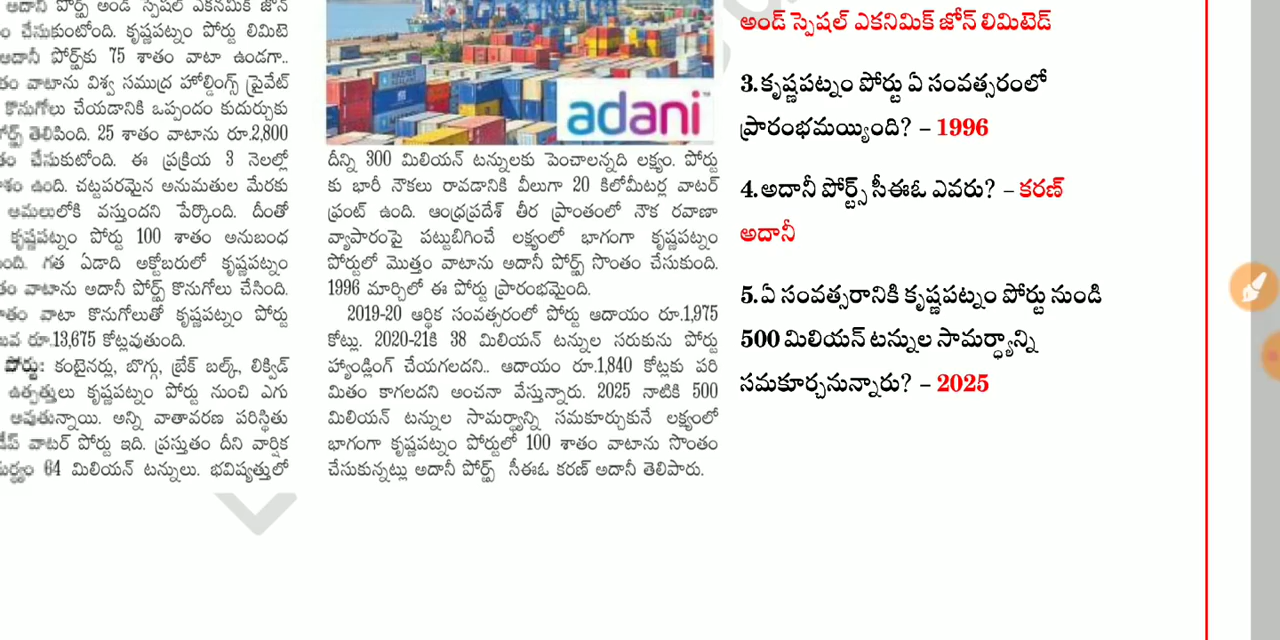 అదానీ పోర్ట్స్ అండ్ స్పెషల్ ఎకనమిక్ జోన్
ం చేసుకుంటోంది. కృష్ణపట్నం పోర్టు లిమిటె
అదానీ పోర్ట్స్‌కు 75 శాతం వాటా ఉండగా..
తం వాటాను విశ్వ సముద్ర హోల్డింగ్స్ ప్రైవేట్
కొనుగోలు చేయడానికి ఒప్పందం కుదుర్చుకు
పోర్ట్స్ తెలిపింది. 25 శాతం వాటాను రూ.2,800
తం చేసుకుటోంది. ఈ ప్రక్రియ 3 నెలల్లో
శం ఉంది. చట్టపరమైన అనుమతుల మేరకు
ఆమలులోకి వస్తుందని పేర్కొంది. దీంతో
కృష్ణపట్నం పోర్టు 100 శాతం అనుబంధ
ంది. గత ఏడాది అక్టోబరులో కృష్ణపట్నం
తం వాటాను అదానీ పోర్ట్స్ కొనుగోలు చేసింది.
శాతం వాటా కొనుగోలుతో కృష్ణపట్నం పోర్టు
రూ.13,675 కోట్లవుతుంది.
పోర్టు: కంటైనర్లు, బొగ్గు, బ్రేక్ బల్క్, లిక్విడ్
ఉత్పత్తులు కృష్ణపట్నం పోర్టు నుంచి ఎగు
అవుతున్నాయి. అన్ని వాతావరణ పరిస్థితు
డీప్ వాటర్ పోర్టు ఇది. ప్రస్తుతం దీని వార్షిక
మర్థ్యం 64 మిలియన్ టన్నులు. భవిష్యత్తులో
adani
దీన్ని 300 మిలియన్ టన్నులకు పెంచాలన్నది లక్ష్యం. పోర్టు
కు భారీ నౌకలు రావడానికి వీలుగా 20 కిలోమీటర్ల వాటర్
ఫ్రంట్ ఉంది. ఆంధ్రప్రదేశ్ తీర ప్రాంతంలో నౌక రవాణా
వ్యాపారంపై పట్టుబిగించే లక్ష్యంలో భాగంగా కృష్ణపట్నం
పోర్టులో మొత్తం వాటాను అదానీ పోర్ట్స్ సొంతం చేసుకుంది.
1996 మార్చిలో ఈ పోర్టు ప్రారంభమైంది.
2019-20 ఆర్థిక సంవత్సరంలో పోర్టు ఆదాయం రూ.1,975
కోట్లు. 2020-21కి 38 మిలియన్ టన్నుల సరుకును పోర్టు
హ్యాండ్లింగ్ చేయగలదని.. ఆదాయం రూ.1,840 కోట్లకు పరి
మితం కాగలదని అంచనా వేస్తున్నారు. 2025 నాటికి 500
మిలియన్ టన్నుల సామర్థ్యాన్ని సమకూర్చుకునే లక్ష్యంలో
భాగంగా కృష్ణపట్నం పోర్టులో 100 శాతం వాటాను సొంతం
చేసుకున్నట్లు అదానీ పోర్ట్స్ సీఈఓ కరణ్ అదానీ తెలిపారు.
అండ్ స్పెషల్ ఎకనిమిక్ జోన్ లిమిటెడ్
3.కృష్ణపట్నం పోర్టు ఏ సంవత్సరంలో
ప్రారంభమయ్యింది? – 1996
4.అదానీ పోర్ట్స్ సీఈఓ ఎవరు? – కరణ్
అదానీ
5.ఏ సంవత్సరానికి కృష్ణపట్నం పోర్టు నుండి
500 మిలియన్ టన్నుల సామర్ధ్యాన్ని
సమకూర్చనున్నారు? – 2025